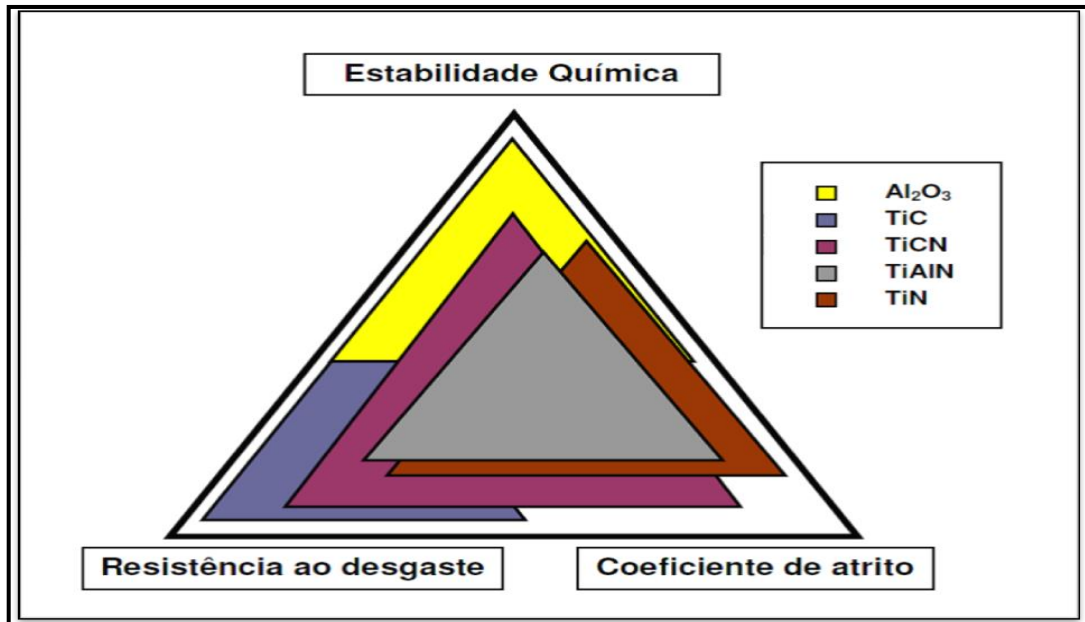 Estabilidade Química
Al₂O₃
TiC
TiCN
TiAlN
TiN
Resistência ao desgaste
Coeficiente de atrito